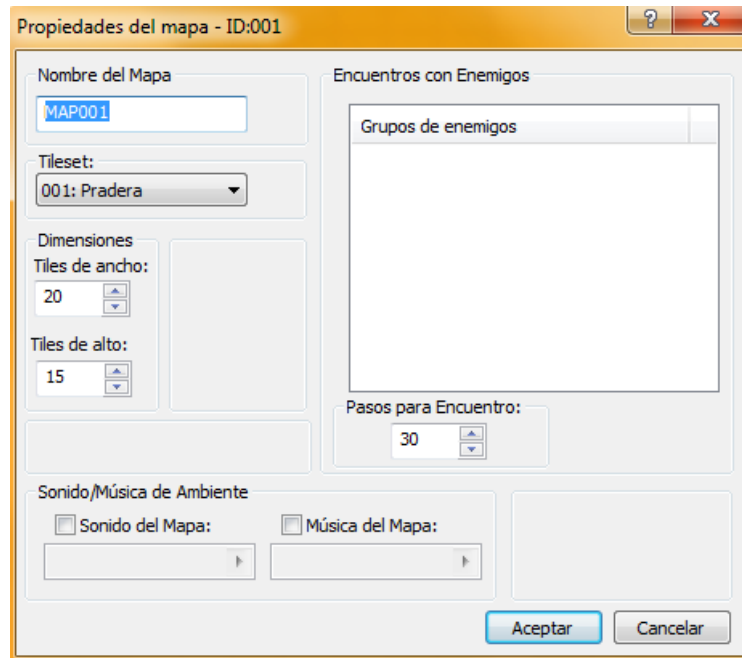 Propiedades del mapa - ID:001
Nombre del Mapa
MAP001
Tileset:
001: Pradera
Dimensiones
Tiles de ancho:
20
Tiles de alto:
15
Encuentros con Enemigos
Grupos de enemigos
Pasos para Encuentro:
30
Sonido/Música de Ambiente
Sonido del Mapa:
Música del Mapa:
Aceptar
Cancelar